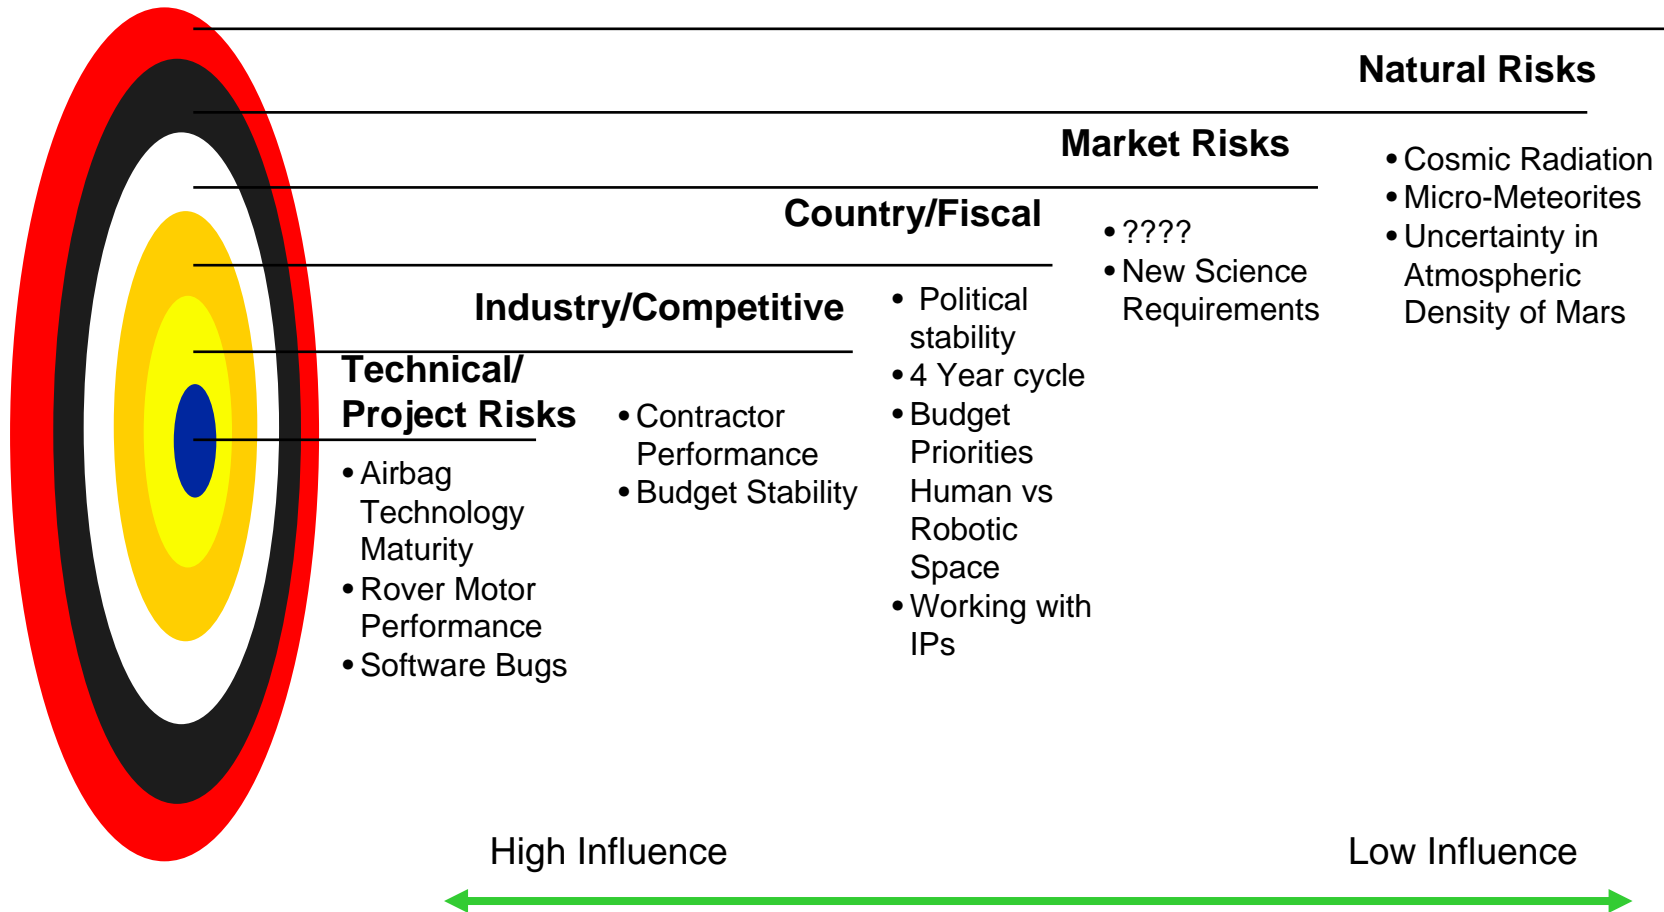 Natural Risks
Market Risks
• Cosmic Radiation
• Micro-Meteorites
• Uncertainty in
Atmospheric
Density of Mars
Country/Fiscal
• ????
• New Science
Requirements
Industry/Competitive
• Political
stability
• 4 Year cycle
• Budget
Priorities
Human vs
Robotic
Space
• Working with
IPs
Technical/
Project Risks
• Contractor
Performance
• Budget Stability
• Airbag
Technology
Maturity
• Rover Motor
Performance
• Software Bugs
High Influence
Low Influence